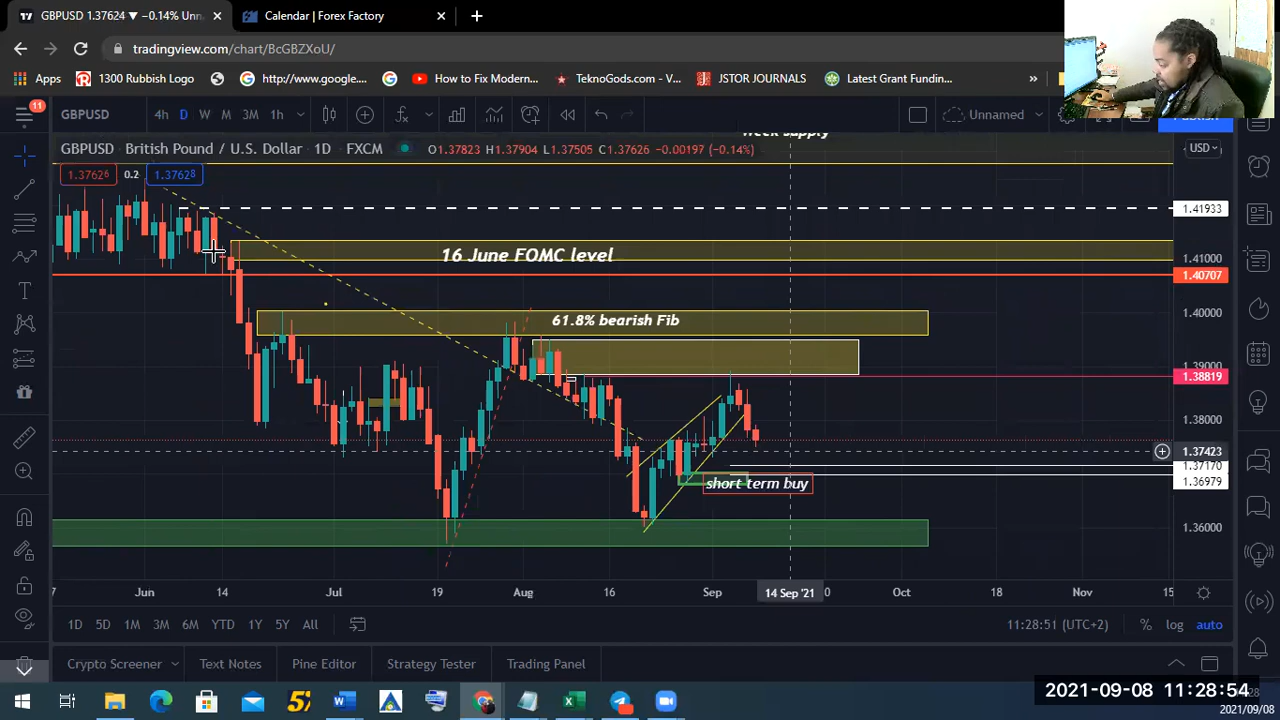 GBPUSD 1.37624 ▼ −0.14% Unn
Calendar | Forex Factory
tradingview.com/chart/BcGBZXoU/
Apps
1300 Rubbish Logo
http://www.google....
How to Fix Modern...
TeknoGods.com - V...
JSTOR JOURNALS
Latest Grant Fundin...
»
11
GBPUSD
4h D W M 3M 1h
Unnamed
Publish
week supply
GBPUSD British Pound / U.S. Dollar 1D FXCM
O1.37823 H1.37904 L1.37505 C1.37626 −0.00197 (−0.14%)
USD
1.37626 0.2 1.37628
1.41933
16 June FOMC level
1.41000
1.40707
1.40000
61.8% bearish Fib
1.39000
1.38819
1.38000
1.37423
1.37170
1.36979
short term buy
1.36000
7 Jun 14 Jul 19 Aug 16 Sep 14 Sep '21 0 Oct 18 Nov 15
1D 5D 1M 3M 6M YTD 1Y 5Y All
11:28:51 (UTC+2)
% log auto
Crypto Screener
Text Notes
Pine Editor
Strategy Tester
Trading Panel
2021-09-08 11:28:54
2021/09/08